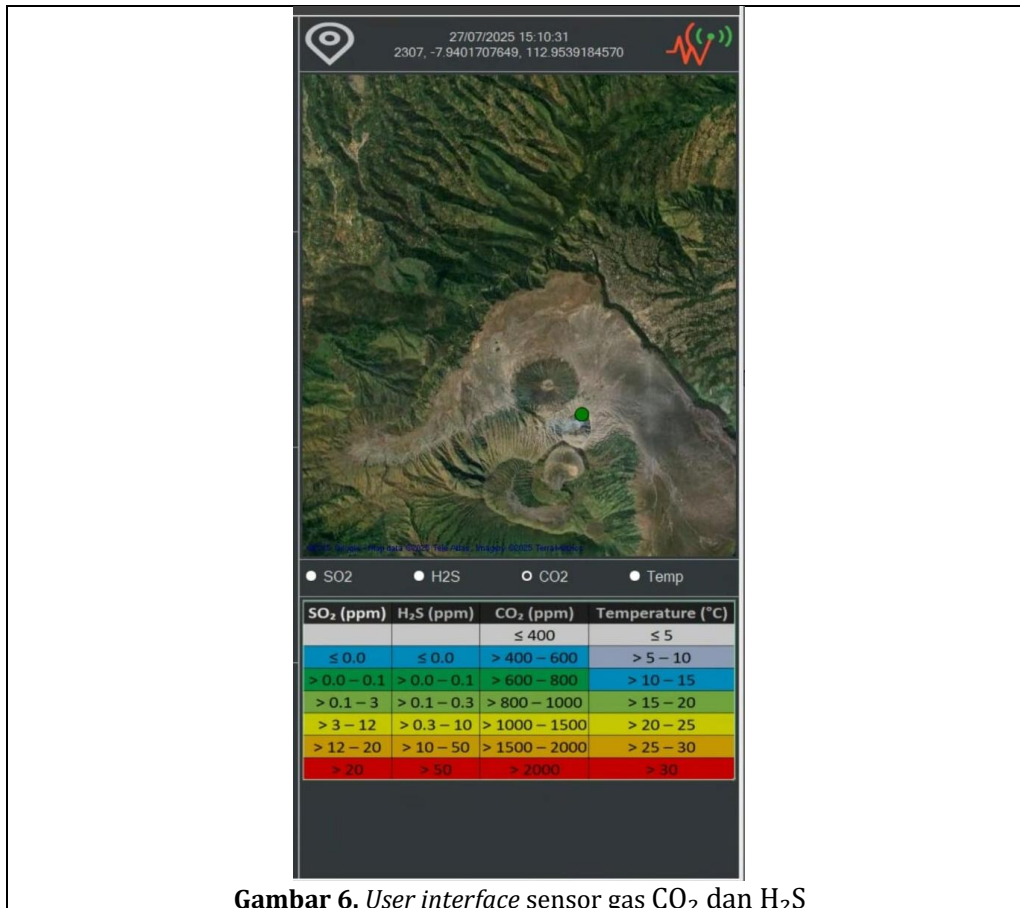 27/07/2025 15:10:31
2307, -7.9401707649, 112.9539184570
SO2 H2S CO2 Temp
SO₂ (ppm) H₂S (ppm) CO₂ (ppm) Temperature (°C)
≤ 400 ≤ 5
≤ 0.0 ≤ 0.0 > 400 – 600 > 5 – 10
> 0.0 – 0.1 > 0.0 – 0.1 > 600 – 800 > 10 – 15
> 0.1 – 3 > 0.1 – 0.3 > 800 – 1000 > 15 – 20
> 3 – 12 > 0.3 – 10 > 1000 – 1500 > 20 – 25
> 12 – 20 > 10 – 50 > 1500 – 2000 > 25 – 30
> 20 > 50 > 2000 > 30
Gambar 6. User interface sensor gas CO₂ dan H₂S